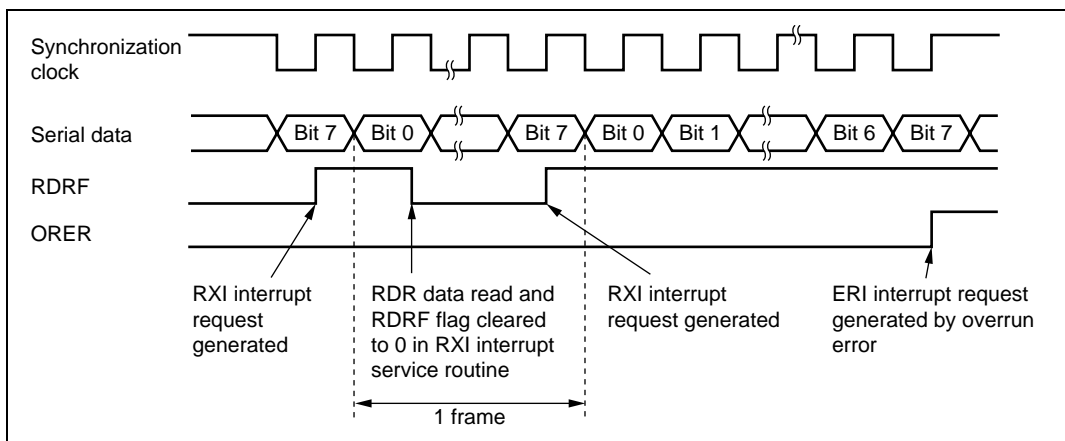 Synchronization
clock
Serial data
Bit 7
Bit 0
Bit 7
Bit 0
Bit 1
Bit 6
Bit 7
RDRF
ORER
RXI interrupt
request
generated
RDR data read and
RDRF flag cleared
to 0 in RXI interrupt
service routine
RXI interrupt
request generated
ERI interrupt request
generated by overrun
error
1 frame